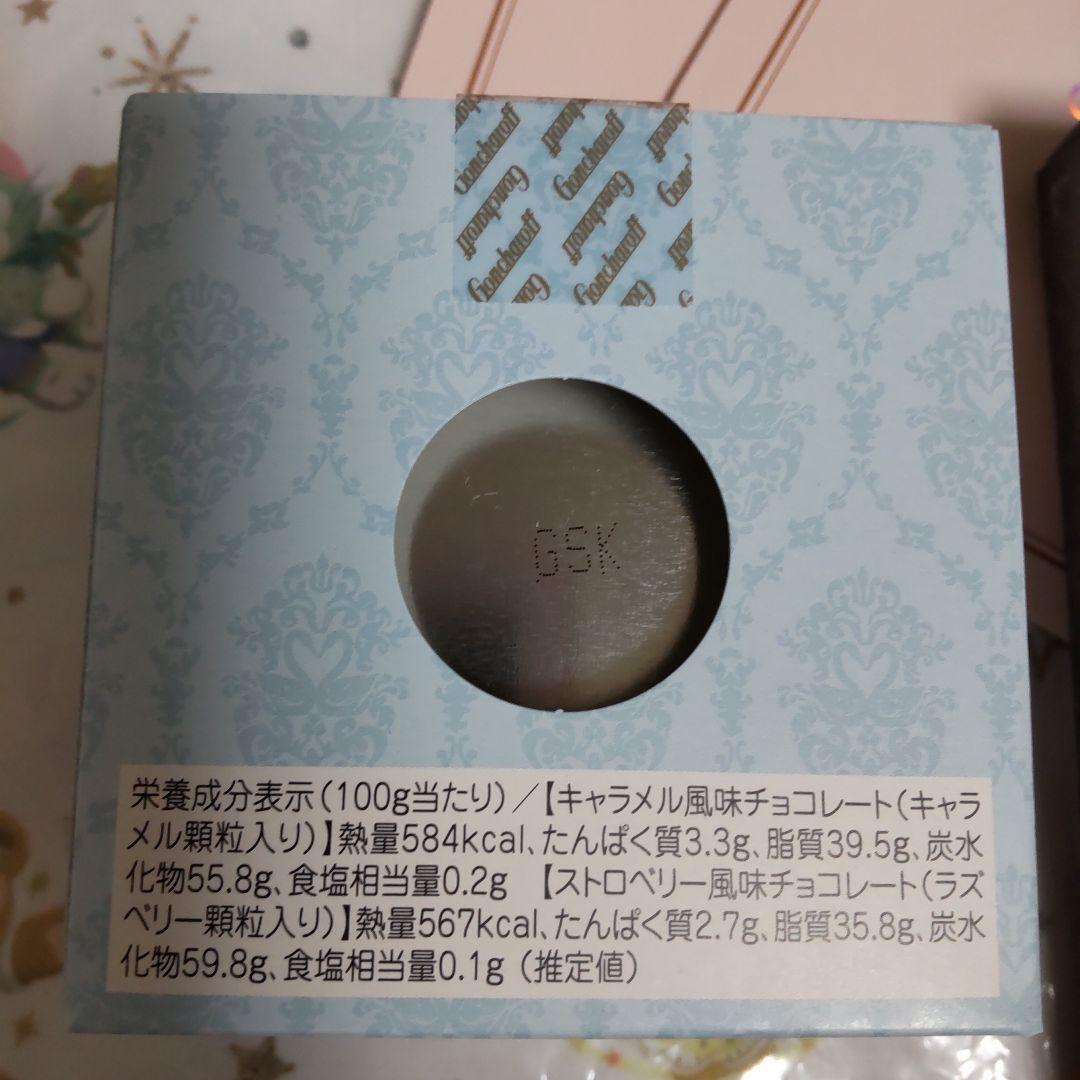 Goncharoff Goncharoff
Goncharoff Goncharoff
Goncharoff Goncharoff
GSK
栄養成分表示(100g当たり)/【キャラメル風味チョコレート(キャラ
メル顆粒入り)】熱量584kcal、たんぱく質3.3g、脂質39.5g、炭水
化物55.8g、食塩相当量0.2g 【ストロベリー風味チョコレート(ラズ
ベリー顆粒入り)】熱量567kcal、たんぱく質2.7g、脂質35.8g、炭水
化物59.8g、食塩相当量0.1g (推定値)